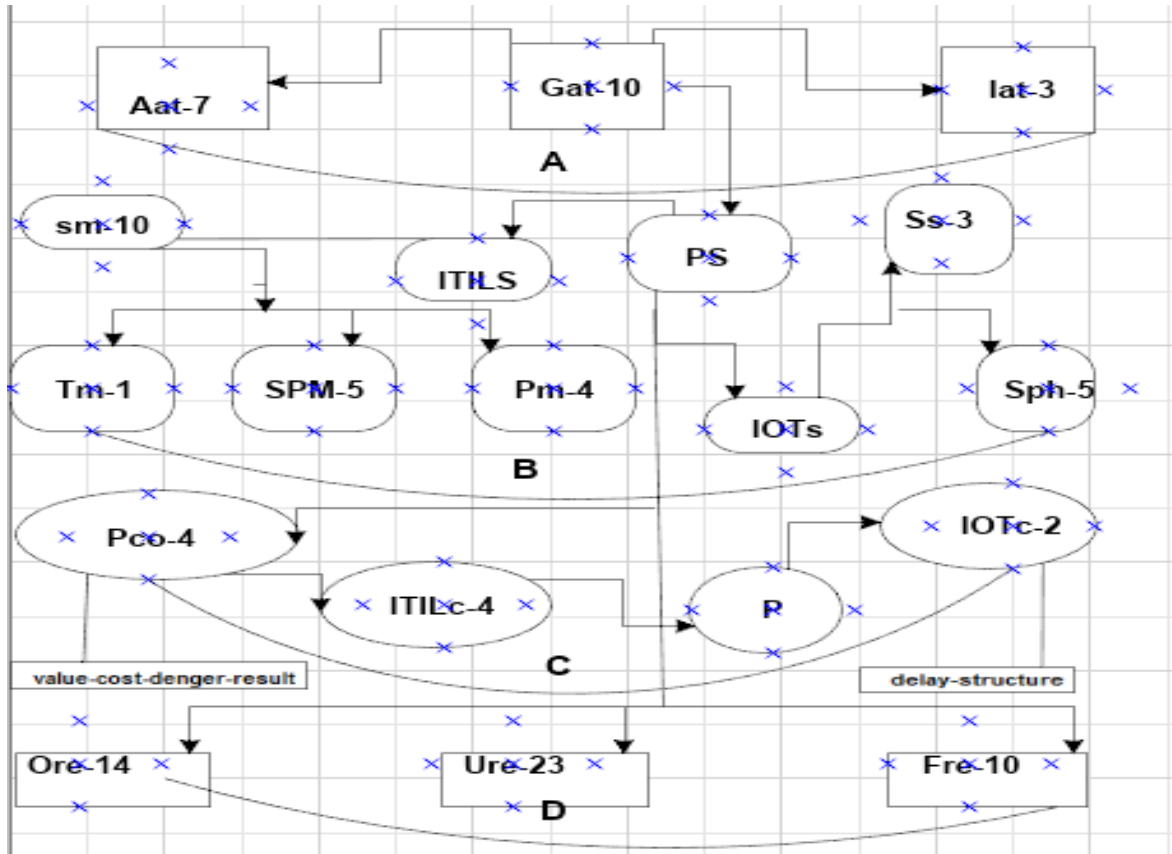 Aat-7
Gat-10
Iat-3
A
sm-10
ITILS
PS
Ss-3
Tm-1
SPM-5
Pm-4
IOTs
Sph-5
B
Pco-4
ITILc-4
P
IOTc-2
C
value-cost-denger-result
delay-structure
Ore-14
Ure-23
Fre-10
D